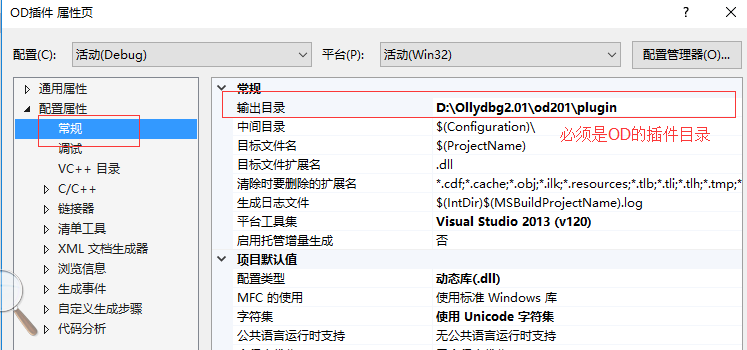 OD插件 属性页
? ×
配置(C): 活动(Debug) 平台(P): 活动(Win32) 配置管理器(O)...
通用属性
配置属性
常规
调试
VC++ 目录
C/C++
链接器
清单工具
XML 文档生成器
浏览信息
生成事件
自定义生成步骤
代码分析
常规
输出目录 D:\Ollydbg2.01\od201\plugin
必须是OD的插件目录
中间目录 $(Configuration)\
目标文件名 $(ProjectName)
目标文件扩展名 .dll
清除时要删除的扩展名 *.cdf;*.cache;*.obj;*.ilk;*.resources;*.tlb;*.tli;*.tlh;*.tmp;*
生成日志文件 $(IntDir)$(MSBuildProjectName).log
平台工具集 Visual Studio 2013 (v120)
启用托管增量生成 否
项目默认值
配置类型 动态库(.dll)
MFC 的使用 使用标准 Windows 库
字符集 使用 Unicode 字符集
公共语言运行时支持 无公共语言运行时支持